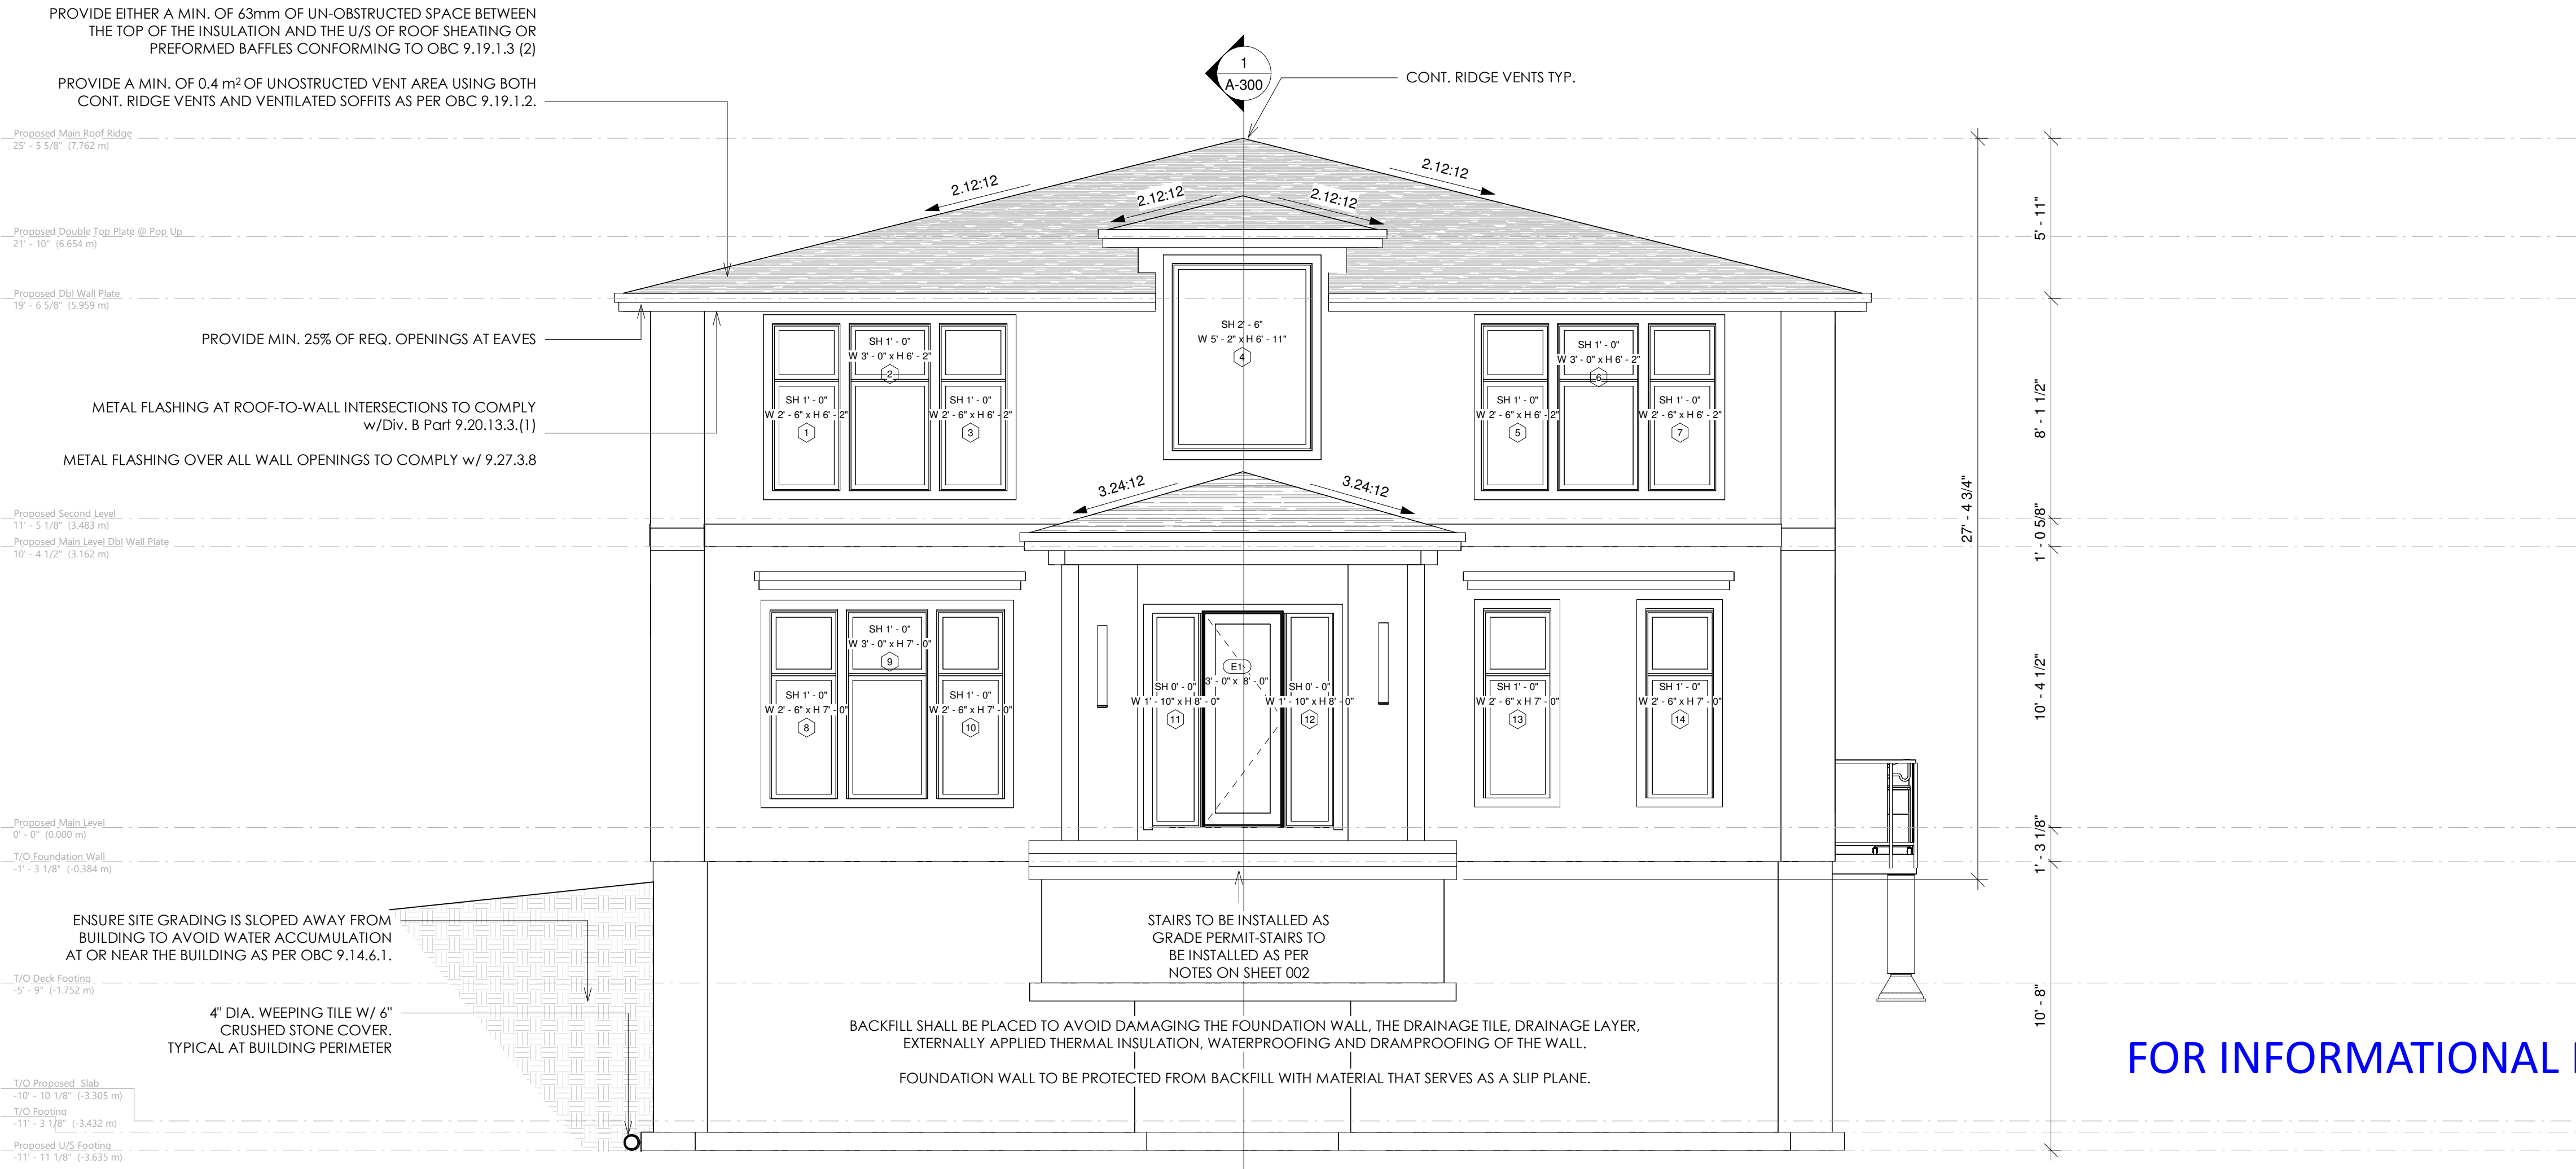 PROVIDE EITHER A MIN. OF 63mm OF UN-OBSTRUCTED SPACE BETWEEN
THE TOP OF THE INSULATION AND THE U/S OF ROOF SHEATING OR
PREFORMED BAFFLES CONFORMING TO OBC 9.19.1.3 (2)
PROVIDE A MIN. OF 0.4 m² OF UNOSTRUCTED VENT AREA USING BOTH
CONT. RIDGE VENTS AND VENTILATED SOFFITS AS PER OBC 9.19.1.2.
1
A-300
CONT. RIDGE VENTS TYP.
Proposed Main Roof Ridge
25' - 5 5/8" (7.762 m)
Proposed Double Top Plate @ Pop Up
21' - 10" (6.654 m)
Proposed Dbl Wall Plate
19' - 6 5/8" (5.959 m)
2.12:12
2.12:12
2.12:12
2.12:12
PROVIDE MIN. 25% OF REQ. OPENINGS AT EAVES
METAL FLASHING AT ROOF-TO-WALL INTERSECTIONS TO COMPLY
w/Div. B Part 9.20.13.3.(1)
METAL FLASHING OVER ALL WALL OPENINGS TO COMPLY w/ 9.27.3.8
SH 1' - 0"
W 2' - 6" x H 6' - 2"
1
SH 1' - 0"
W 3' - 0" x H 6' - 2"
2
SH 1' - 0"
W 2' - 6" x H 6' - 2"
3
SH 2' - 6"
W 5' - 2" x H 6' - 11"
4
SH 1' - 0"
W 2' - 6" x H 6' - 2"
5
SH 1' - 0"
W 3' - 0" x H 6' - 2"
6
SH 1' - 0"
W 2' - 6" x H 6' - 2"
7
3.24:12
3.24:12
Proposed Second Level
11' - 5 1/8" (3.483 m)
Proposed Main Level Dbl Wall Plate
10' - 4 1/2" (3.162 m)
SH 1' - 0"
W 2' - 6" x H 7' - 0"
8
SH 1' - 0"
W 3' - 0" x H 7' - 0"
9
SH 1' - 0"
W 2' - 6" x H 7' - 0"
10
SH 0' - 0"
W 1' - 10" x H 8' - 0"
11
E1
3' - 0" x 8' - 0"
SH 0' - 0"
W 1' - 10" x H 8' - 0"
12
SH 1' - 0"
W 2' - 6" x H 7' - 0"
13
SH 1' - 0"
W 2' - 6" x H 7' - 0"
14
5' - 11"
8' - 1 1/2"
27' - 4 3/4"
1' - 0 5/8"
10' - 4 1/2"
1' - 3 1/8"
10' - 8"
Proposed Main Level
0' - 0" (0.000 m)
T/O Foundation Wall
-1' - 3 1/8" (-0.384 m)
ENSURE SITE GRADING IS SLOPED AWAY FROM
BUILDING TO AVOID WATER ACCUMULATION
AT OR NEAR THE BUILDING AS PER OBC 9.14.6.1.
T/O Deck Footing
-5' - 9" (-1.752 m)
4" DIA. WEEPING TILE W/ 6"
CRUSHED STONE COVER.
TYPICAL AT BUILDING PERIMETER
STAIRS TO BE INSTALLED AS
GRADE PERMIT-STAIRS TO
BE INSTALLED AS PER
NOTES ON SHEET 002
BACKFILL SHALL BE PLACED TO AVOID DAMAGING THE FOUNDATION WALL, THE DRAINAGE TILE, DRAINAGE LAYER,
EXTERNALLY APPLIED THERMAL INSULATION, WATERPROOFING AND DRAMPROOFING OF THE WALL.
FOUNDATION WALL TO BE PROTECTED FROM BACKFILL WITH MATERIAL THAT SERVES AS A SLIP PLANE.
T/O Proposed Slab
-10' - 10 1/8" (-3.305 m)
T/O Footing
-11' - 3 1/8" (-3.432 m)
Proposed U/S Footing
-11' - 11 1/8" (-3.635 m)
FOR INFORMATIONAL